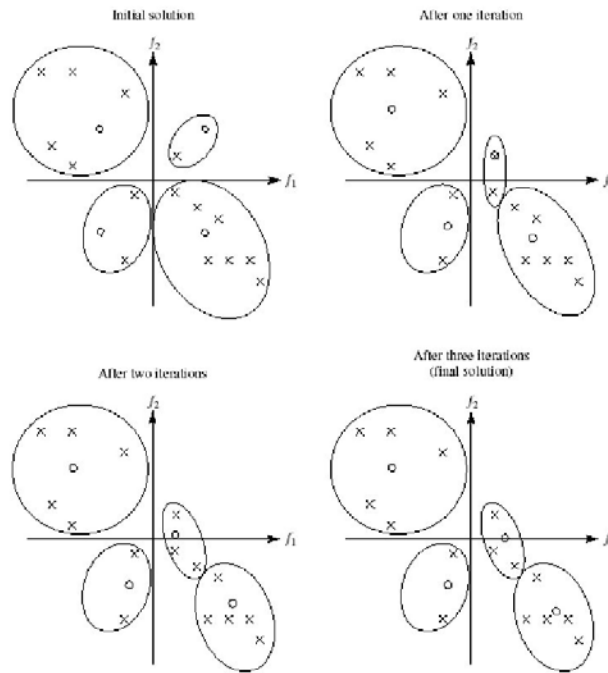 Initial solution
After one iteration
f₂
f₂
f₁
f
After two iterations
After three iterations
(final solution)
f₂
f₂
f₁
f